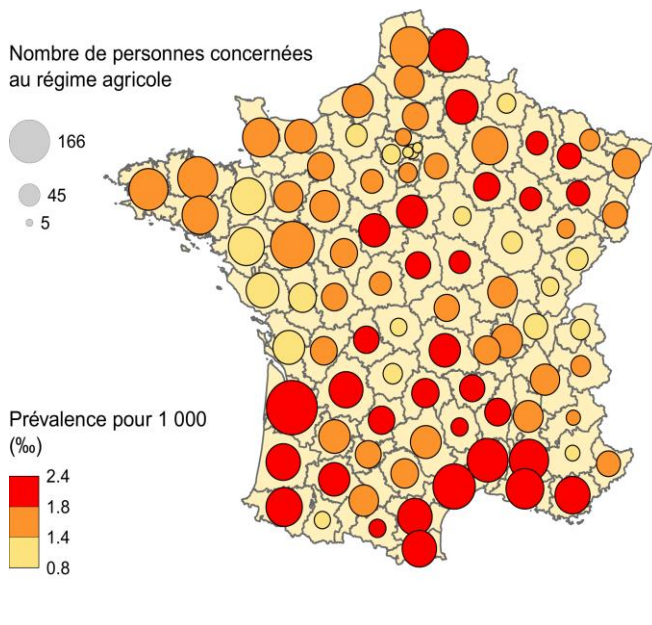 Nombre de personnes concernées
au régime agricole
166
45
5
Prévalence pour 1 000
(‰)
2.4
1.8
1.4
0.8